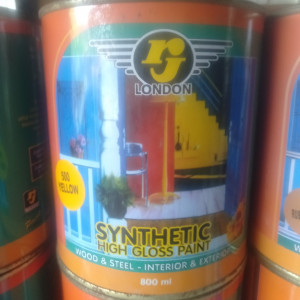 rj
LONDON
500
YELLOW
SYNTHETIC
HIGH GLOSS PAINT
WOOD & STEEL - INTERIOR & EXTERIOR
800 ml